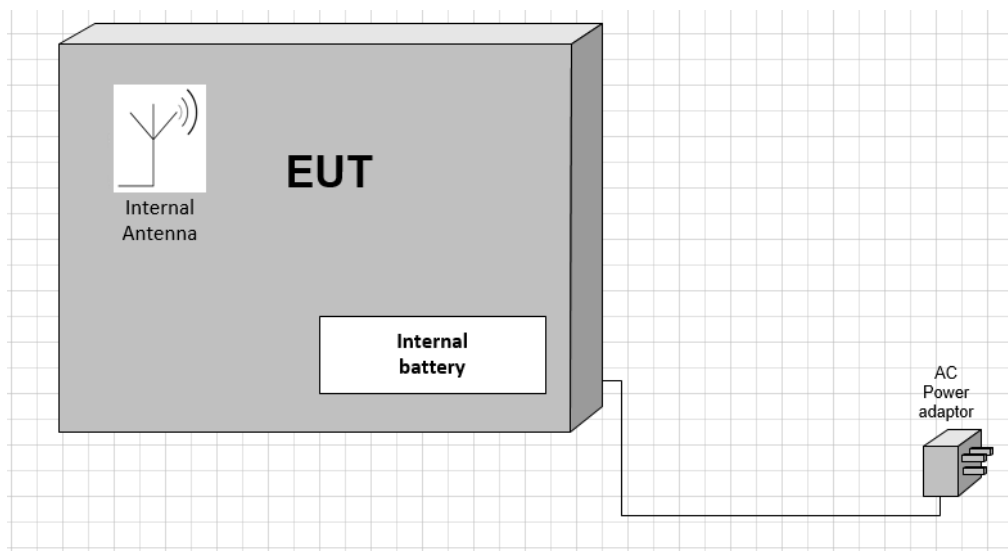 EUT
Internal
Antenna
Internal
battery
AC
Power
adaptor